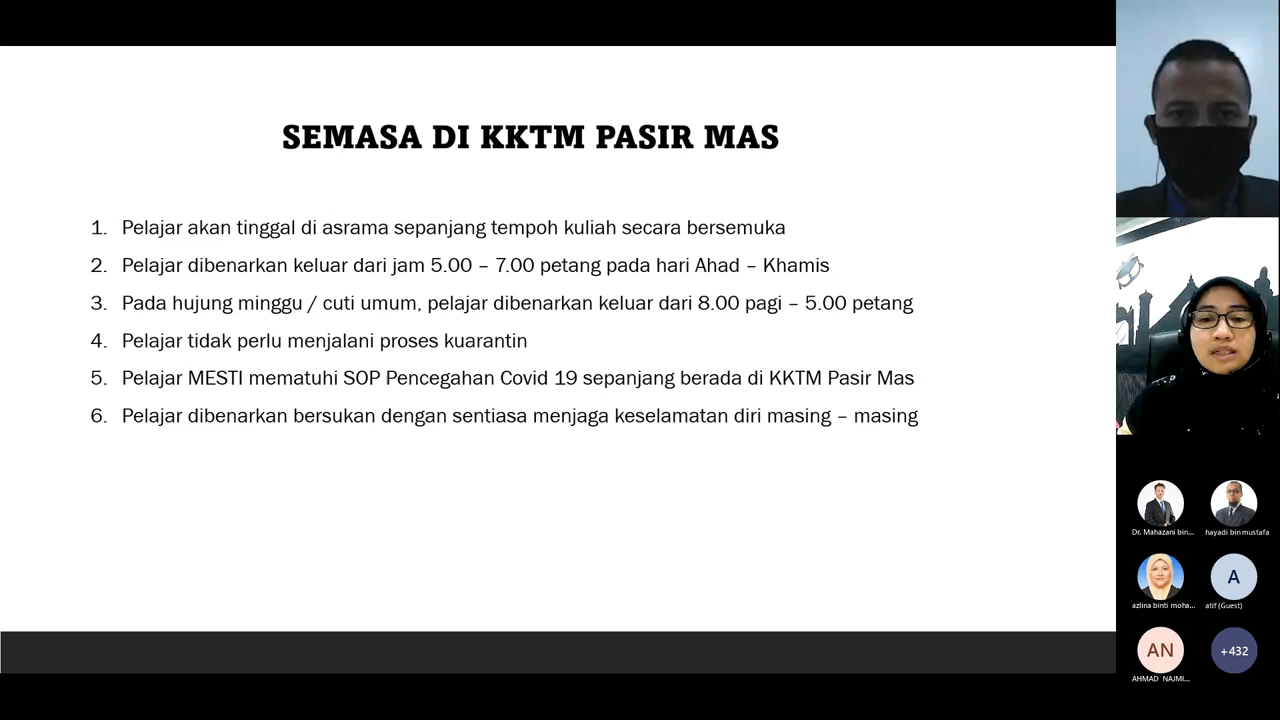 SEMASA DI KKTM PASIR MAS
1. Pelajar akan tinggal di asrama sepanjang tempoh kuliah secara bersemuka
2. Pelajar dibenarkan keluar dari jam 5.00 – 7.00 petang pada hari Ahad – Khamis
3. Pada hujung minggu / cuti umum, pelajar dibenarkan keluar dari 8.00 pagi – 5.00 petang
4. Pelajar tidak perlu menjalani proses kuarantin
5. Pelajar MESTI mematuhi SOP Pencegahan Covid 19 sepanjang berada di KKTM Pasir Mas
6. Pelajar dibenarkan bersukan dengan sentiasa menjaga keselamatan diri masing – masing
Dr. Mahazani bin...
hayadi bin mustafa
azlina binti moha...
A
atif (Guest)
AN
AHMAD NAJMI...
+432